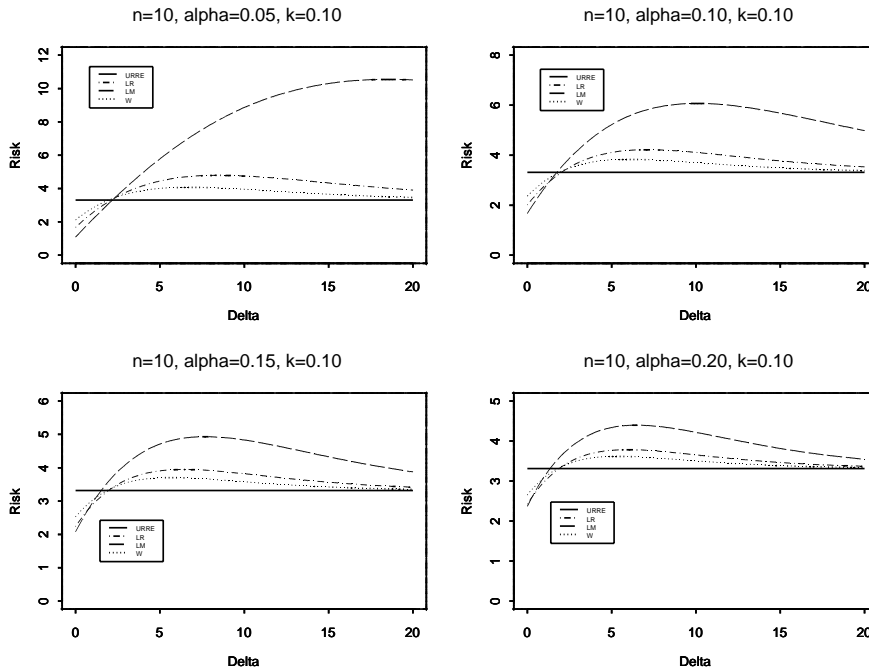 n=10, alpha=0.05, k=0.10
Risk
12
10
8
6
4
2
0
URRE
LR
LM
W
0 5 10 15 20
Delta
n=10, alpha=0.10, k=0.10
Risk
8
6
4
2
0
URRE
LR
LM
W
0 5 10 15 20
Delta
n=10, alpha=0.15, k=0.10
Risk
6
5
4
3
2
1
0
URRE
LR
LM
W
0 5 10 15 20
Delta
n=10, alpha=0.20, k=0.10
Risk
5
4
3
2
1
0
URRE
LR
LM
W
0 5 10 15 20
Delta